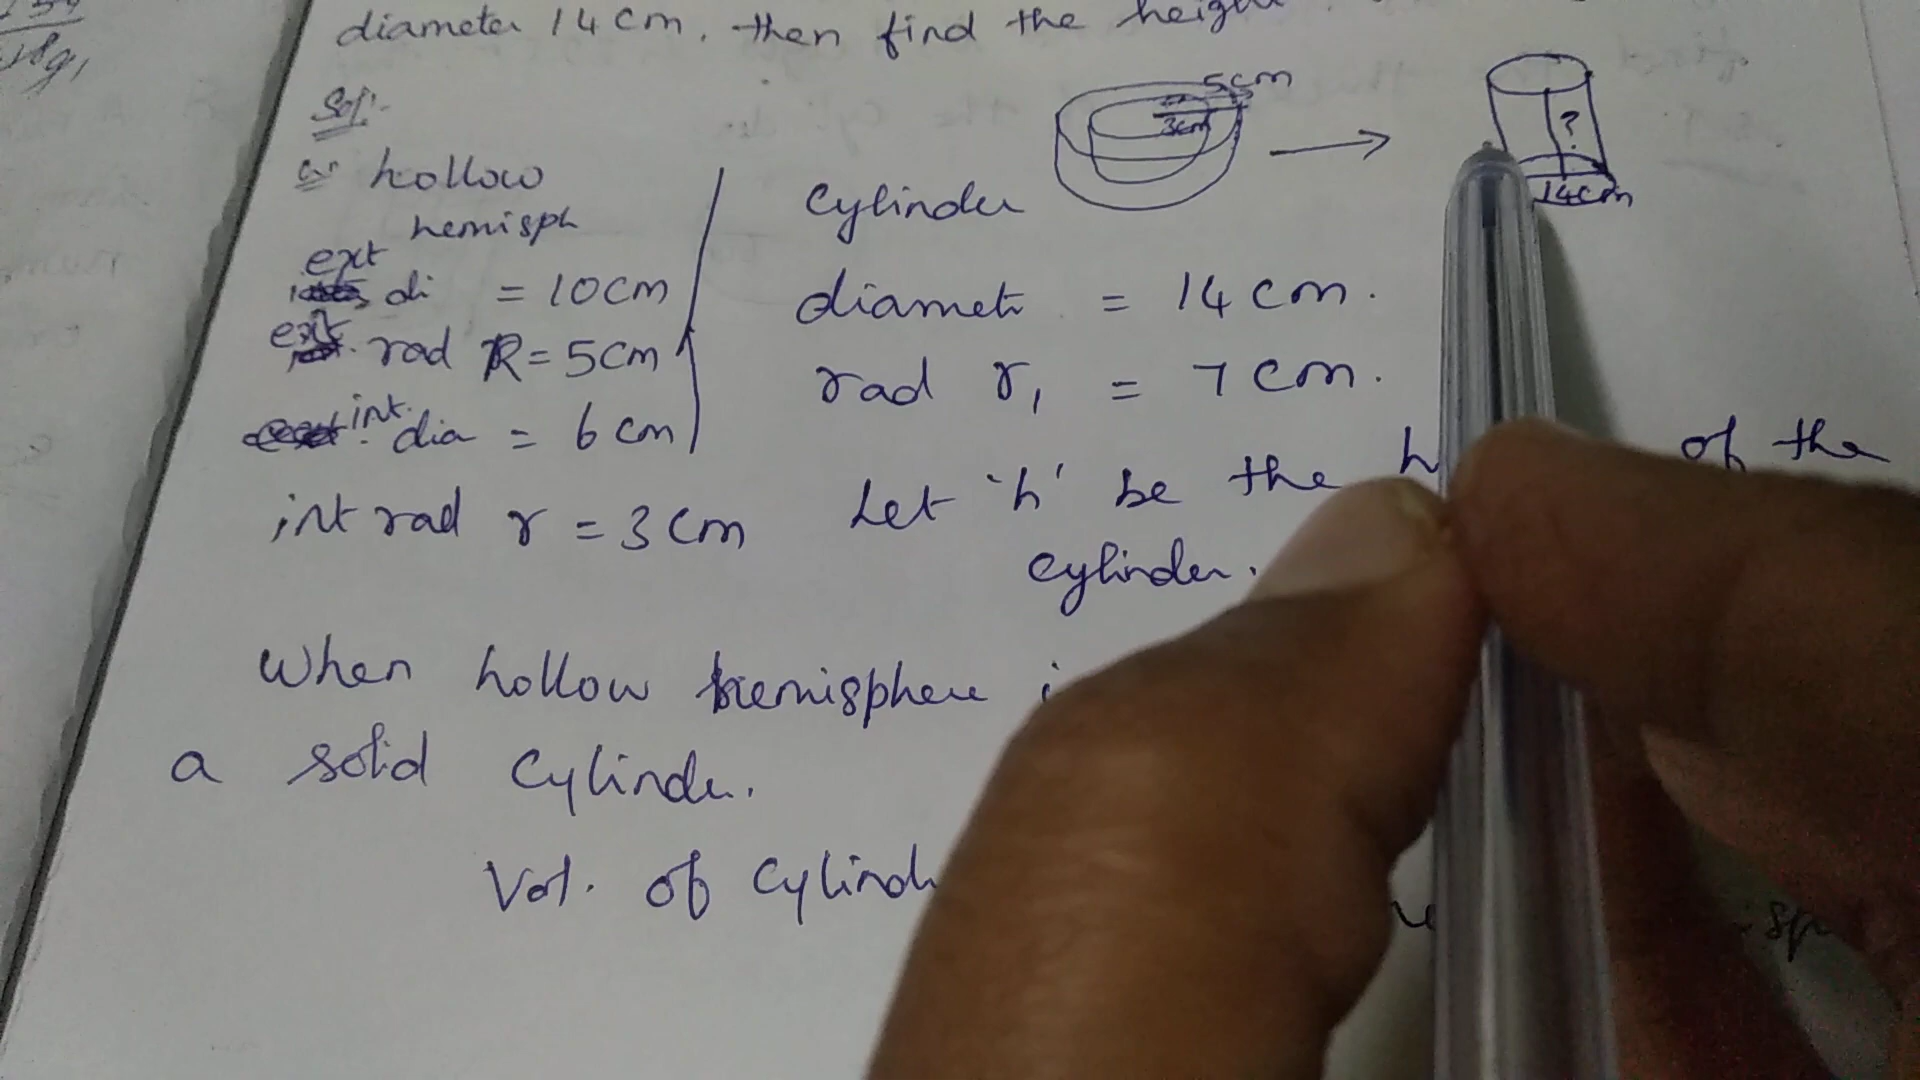 diameter 14 cm. then find the height
Sol:-
5cm
3cm
?
14cm
hollow
hemisph
ext
di = 10cm
ext. rad R = 5cm
int. dia = 6 cm
int rad r = 3 cm
Cylinder
diamet = 14 cm.
rad r₁ = 7 cm.
Let 'h' be the h of the
cylinder.
When hollow hemisphere
a solid cylinder.
Vol. of Cylind